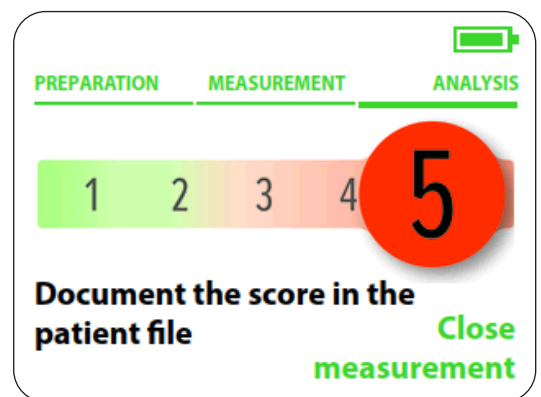 PREPARATION MEASUREMENT ANALYSIS
1 2 3 4 5
Document the score in the
patient file
Close
measurement